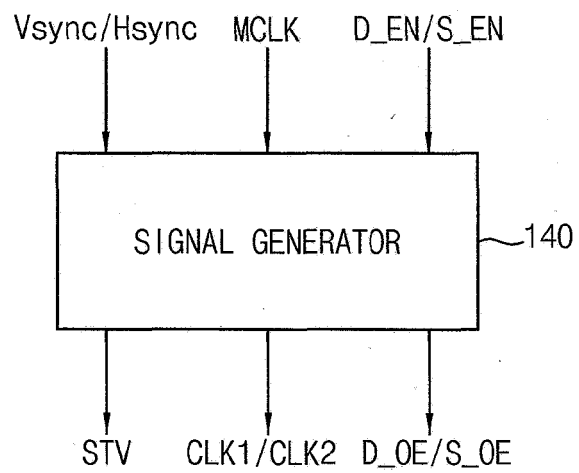 Vsync/Hsync MCLK D_EN/S_EN
SIGNAL GENERATOR
140
STV CLK1/CLK2 D_OE/S_OE